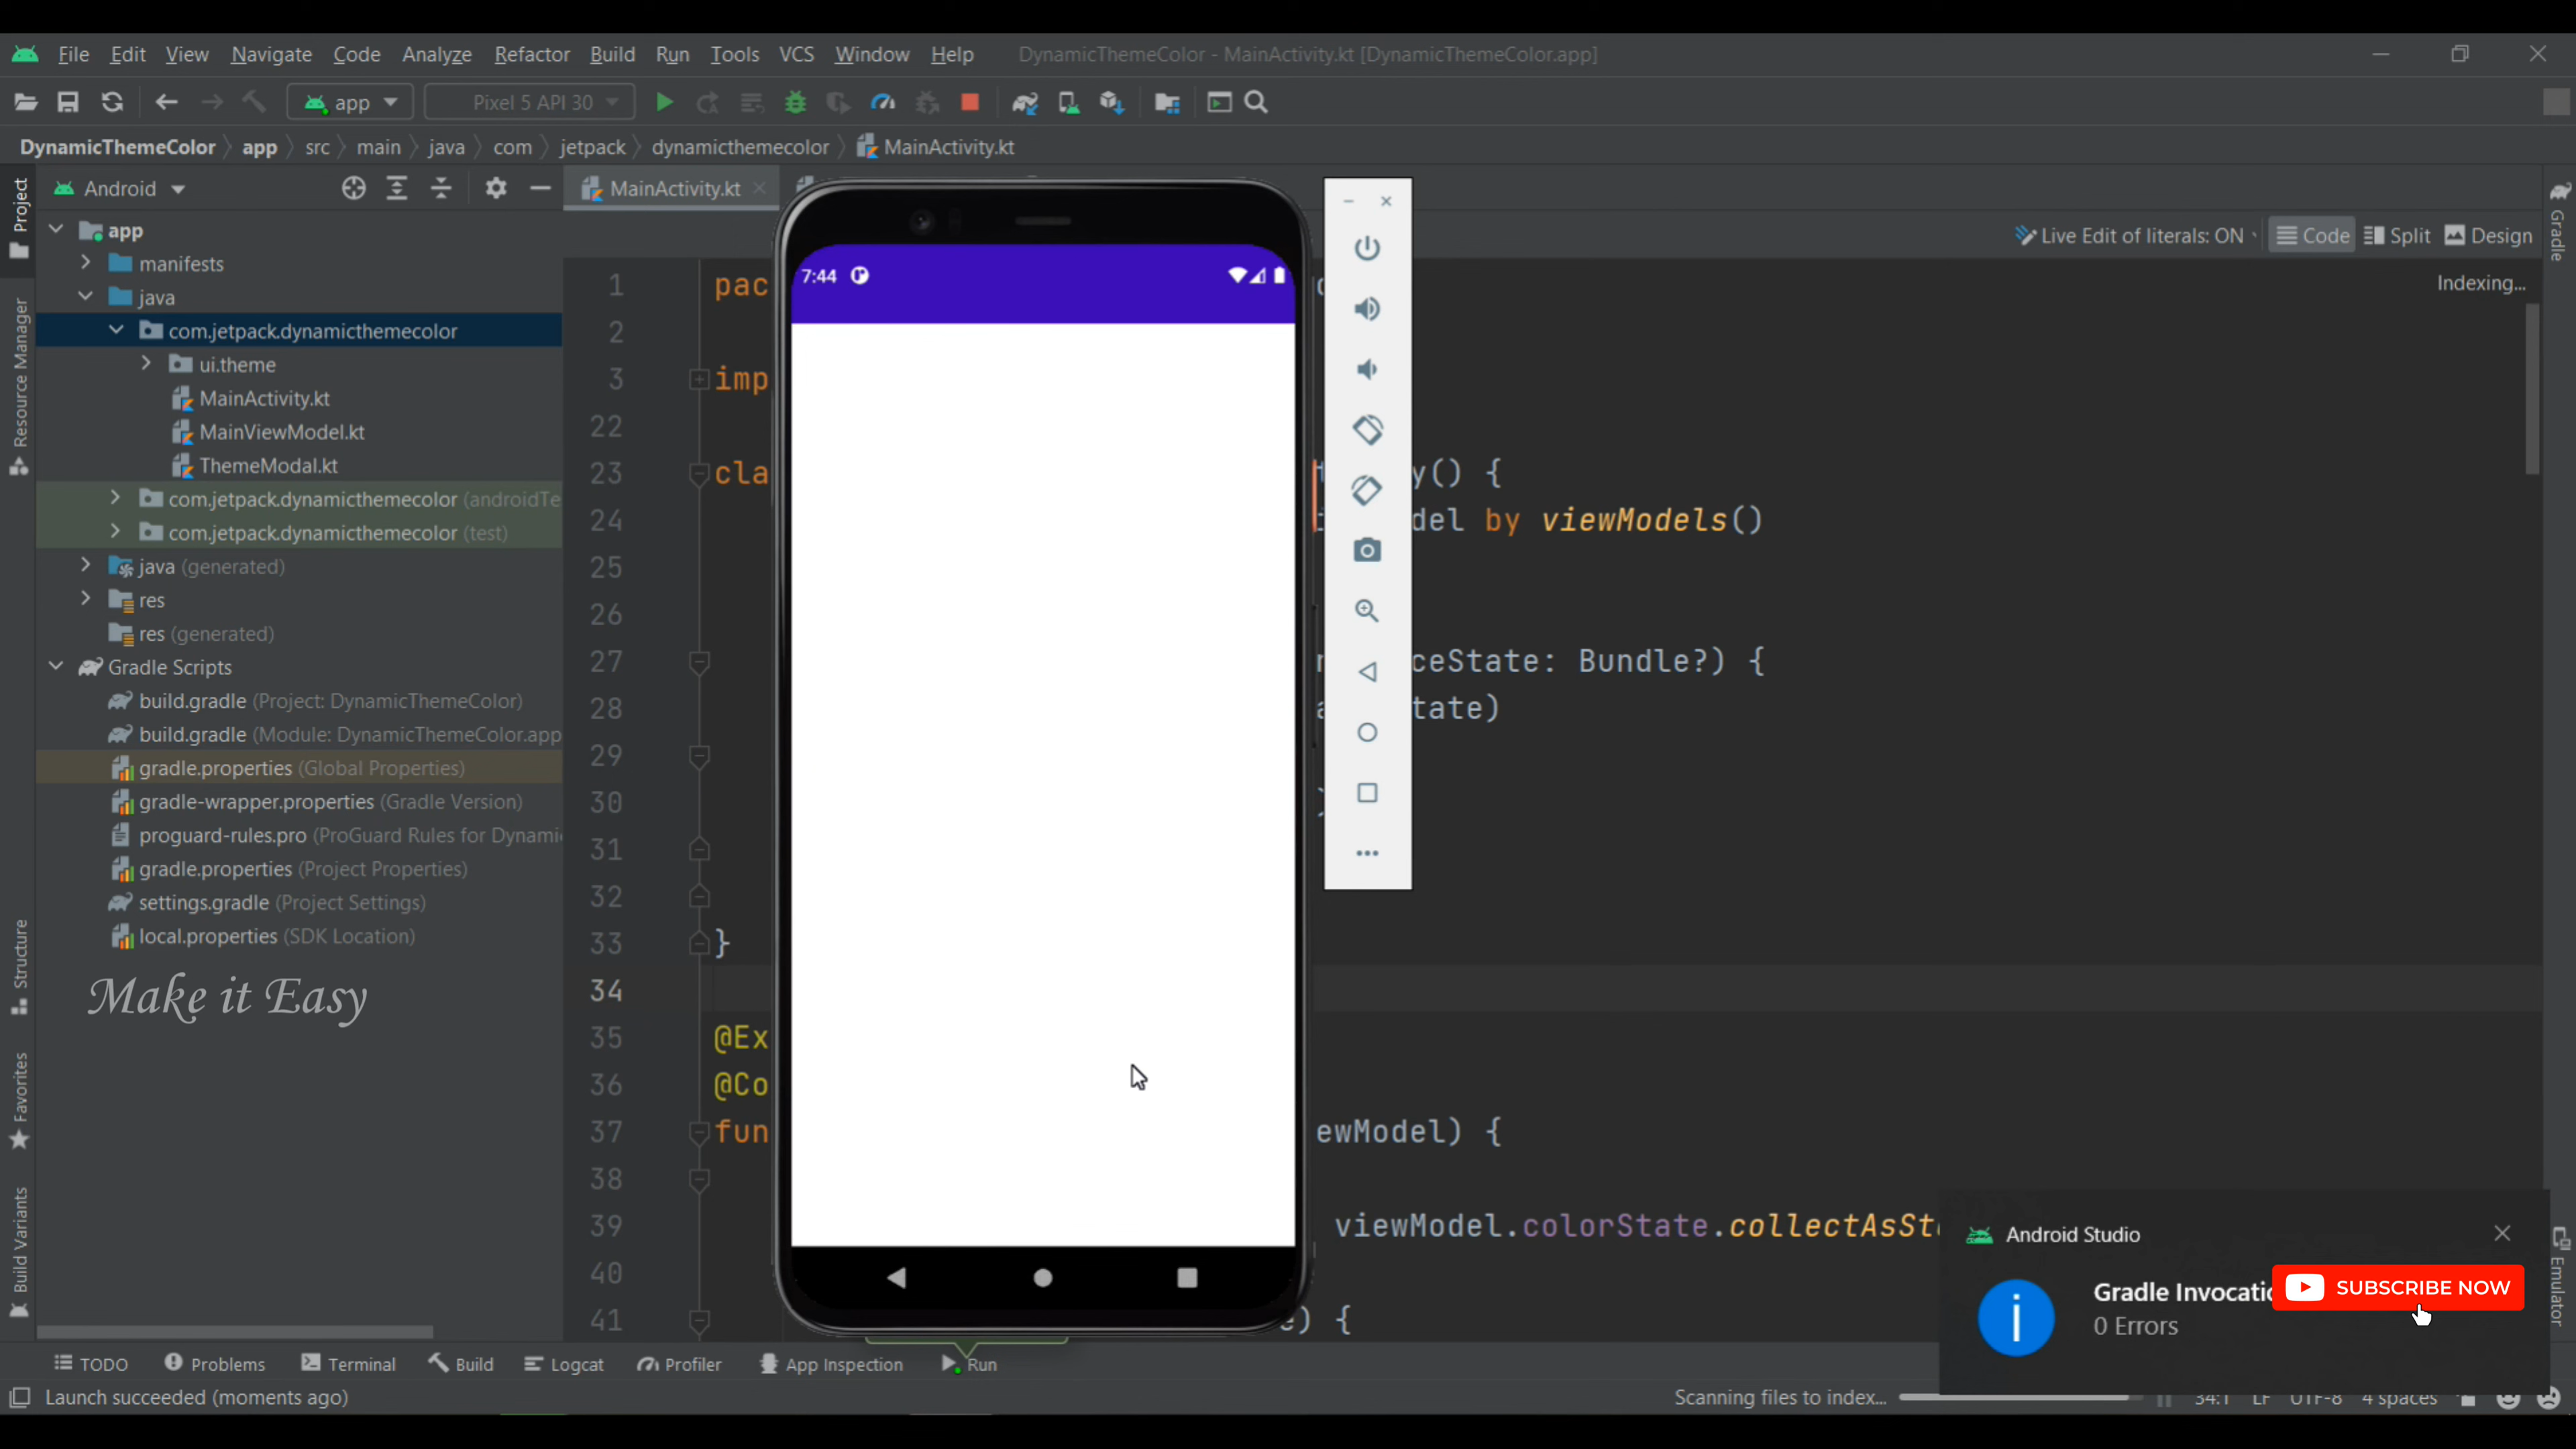 File Edit View Navigate Code Analyze Refactor Build Run Tools VCS Window Help DynamicThemeColor - MainActivity.kt [DynamicThemeColor.app]
app Pixel 5 API 30
DynamicThemeColor app src main java com jetpack dynamicthemecolor MainActivity.kt
Project
Android
MainActivity.kt
app
manifests
java
com.jetpack.dynamicthemecolor
ui.theme
MainActivity.kt
MainViewModel.kt
ThemeModal.kt
com.jetpack.dynamicthemecolor (androidTe
com.jetpack.dynamicthemecolor (test)
java (generated)
res
res (generated)
Gradle Scripts
build.gradle (Project: DynamicThemeColor)
build.gradle (Module: DynamicThemeColor.app
gradle.properties (Global Properties)
gradle-wrapper.properties (Gradle Version)
proguard-rules.pro (ProGuard Rules for Dynami
gradle.properties (Project Properties)
settings.gradle (Project Settings)
local.properties (SDK Location)
Make it Easy
Resource Manager
Structure
Favorites
Build Variants
7:44
Live Edit of literals: ON Code Split Design
Indexing...
Gradle
Emulator
1 pac
2
3 imp
22
23 cla y() {
24 del by viewModels()
25
26
27 ceState: Bundle?) {
28 tate)
29
30
31
32
33 }
34
35 @Ex
36 @Co
37 fun ewModel) {
38
39 viewModel.colorState.collectAsSt
40
41 e) {
Android Studio
Gradle Invocati
0 Errors
SUBSCRIBE NOW
TODO Problems Terminal Build Logcat Profiler App Inspection Run
Launch succeeded (moments ago) Scanning files to index... 34:1 LF UTF-8 4 spaces